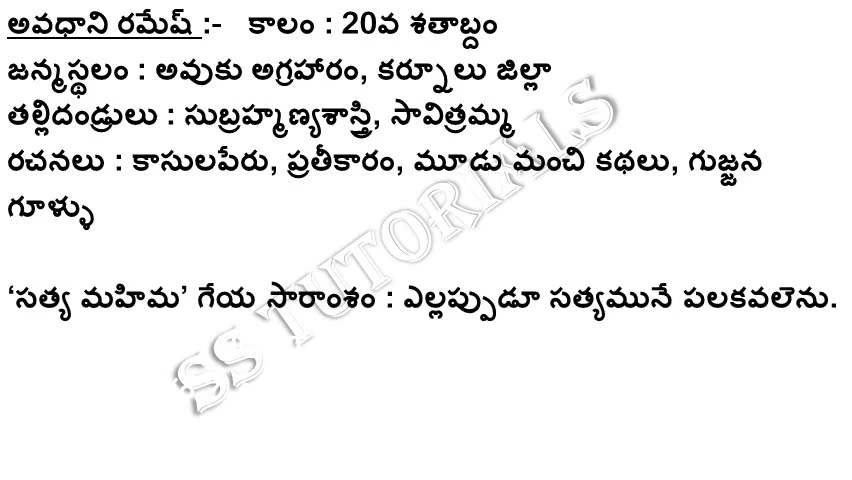 అవధాని రమేష్ :- కాలం : 20వ శతాబ్దం
జన్మస్థలం : అవుకు అగ్రహారం, కర్నూలు జిల్లా
తల్లిదండ్రులు : సుబ్రహ్మణ్యశాస్త్రి, సావిత్రమ్మ
రచనలు : కాసులపేరు, ప్రతీకారం, మూడు మంచి కథలు, గుజ్జన
గూళ్ళు
‘సత్య మహిమ’ గేయ సారాంశం : ఎల్లప్పుడూ సత్యమునే పలకవలెను.
SS TUTORIALS